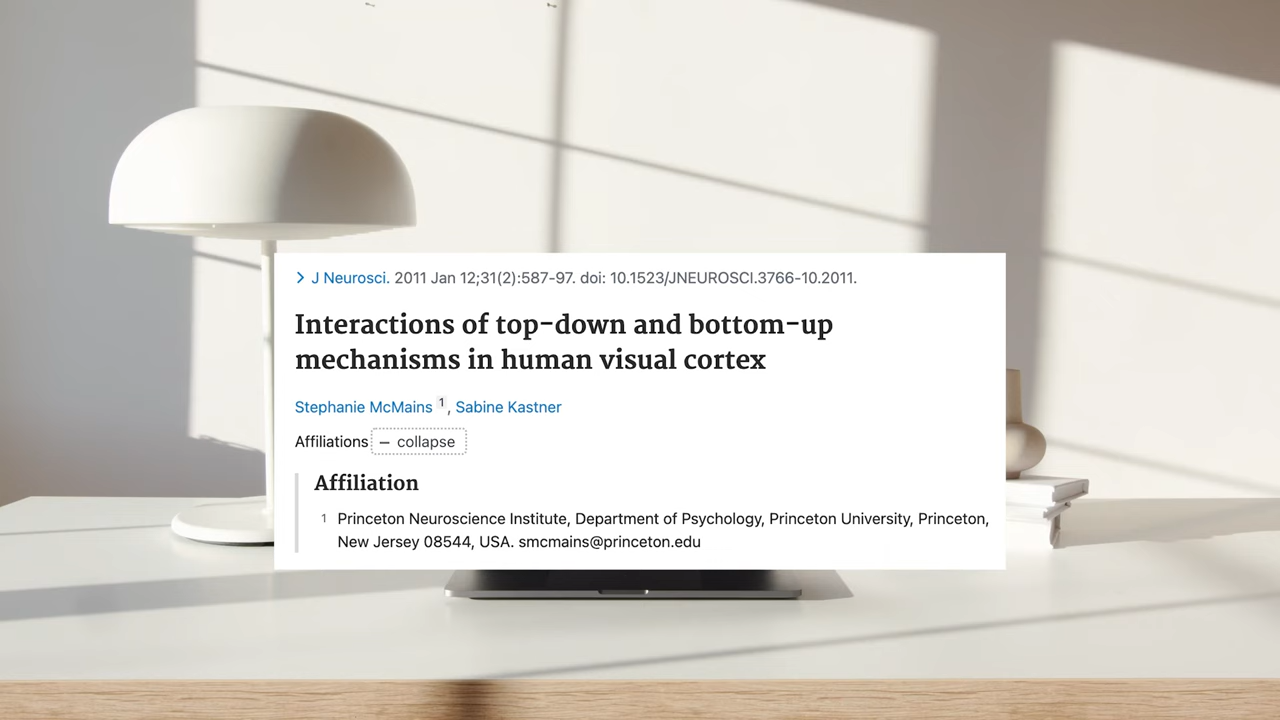 J Neurosci. 2011 Jan 12;31(2):587-97. doi: 10.1523/JNEUROSCI.3766-10.2011.
Interactions of top-down and bottom-up
mechanisms in human visual cortex
Stephanie McMains 1, Sabine Kastner
Affiliations — collapse
Affiliation
1 Princeton Neuroscience Institute, Department of Psychology, Princeton University, Princeton,
New Jersey 08544, USA. smcmains@princeton.edu